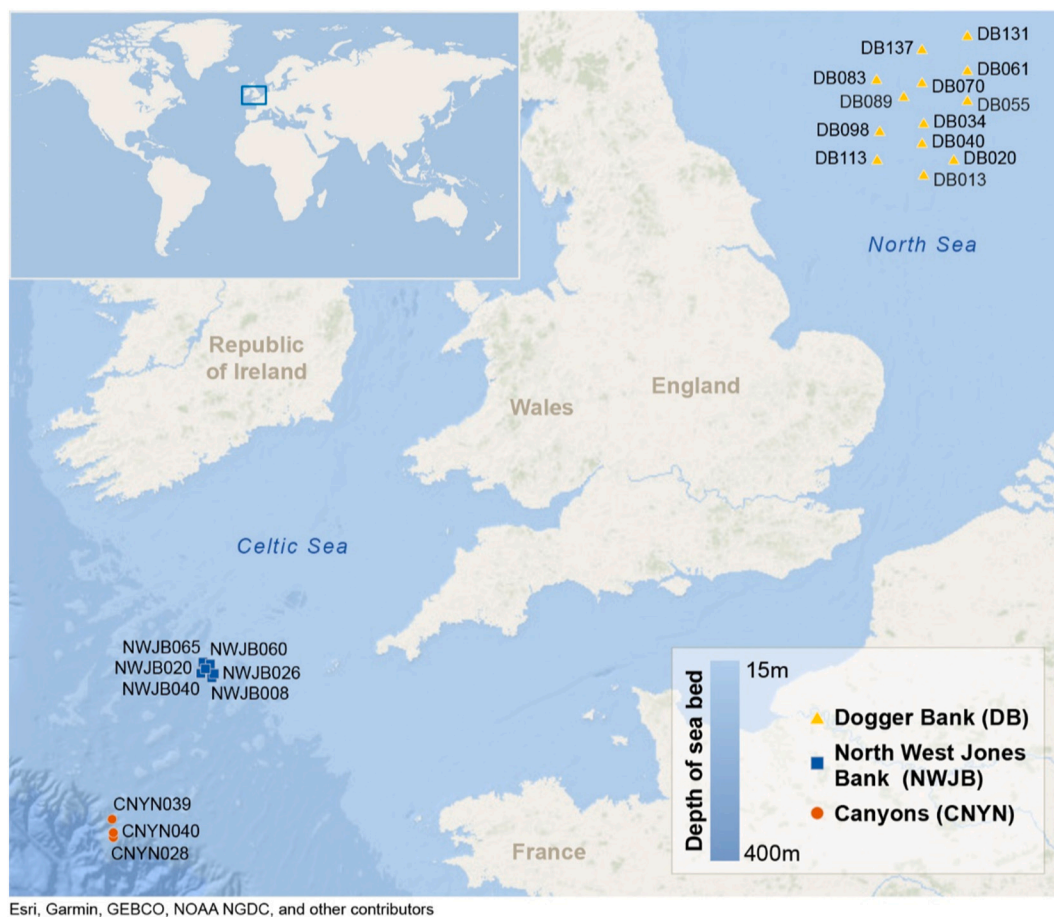 DB131
DB137
DB061
DB083
DB070
DB089
DB055
DB034
DB098
DB040
DB113
DB020
DB013
North Sea
Republic
of Ireland
England
Wales
Celtic Sea
NWJB065
NWJB060
NWJB020
NWJB026
NWJB040
NWJB008
CNYN039
CNYN040
CNYN028
France
Depth of sea bed
15m
400m
Dogger Bank (DB)
North West Jones
Bank (NWJB)
Canyons (CNYN)
Esri, Garmin, GEBCO, NOAA NGDC, and other contributors